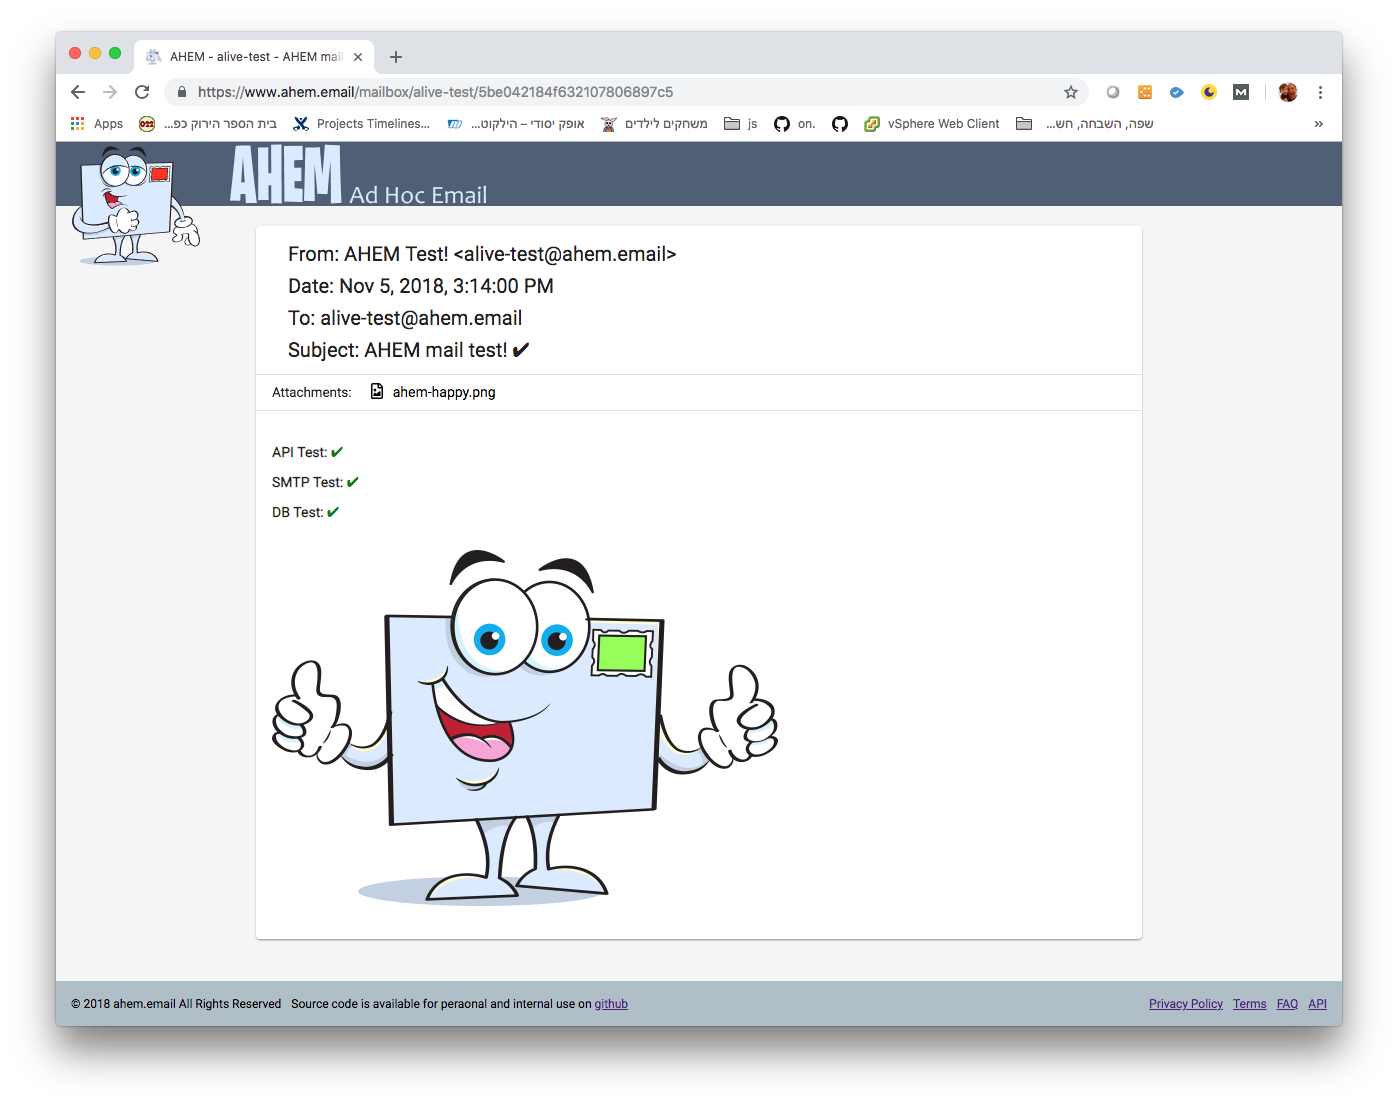 AHEM - alive-test - AHEM mail
https://www.ahem.email/mailbox/alive-test/5be042184f632107806897c5
Apps
022
בית הספר הירוק כפ...
Projects Timelines...
אופק יסודי – הילקוט...
משחקים לילדים
js
on.
vSphere Web Client
שפה, השבחה, חש...
»
AHEM Ad Hoc Email
From: AHEM Test! <alive-test@ahem.email>
Date: Nov 5, 2018, 3:14:00 PM
To: alive-test@ahem.email
Subject: AHEM mail test! ✔
Attachments: ahem-happy.png
API Test: ✔
SMTP Test: ✔
DB Test: ✔
© 2018 ahem.email All Rights Reserved Source code is available for peraonal and internal use on github
Privacy Policy Terms FAQ API